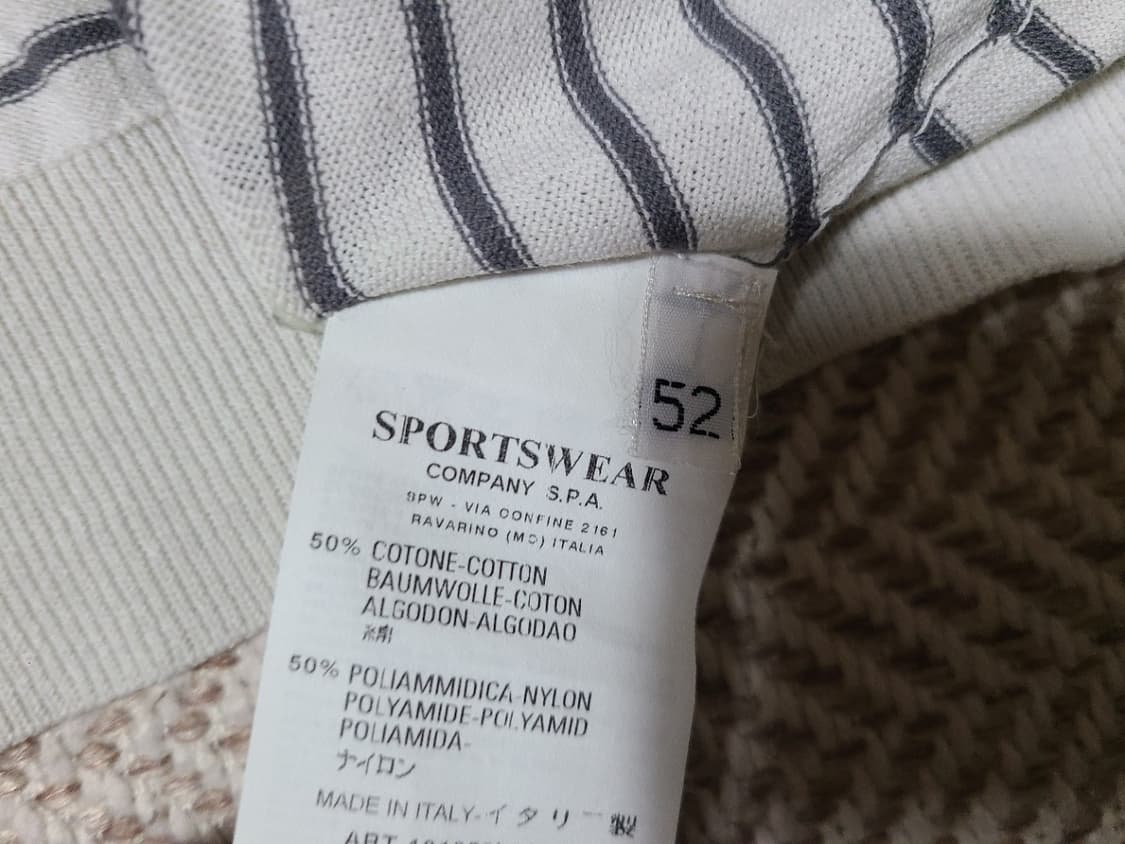 52
SPORTSWEAR
COMPANY S.P.A.
SPW - VIA CONFINE 2161
RAVARINO (MO) ITALIA
50% COTONE-COTTON
BAUMWOLLE-COTON
ALGODON-ALGODAO
50% POLIAMMIDICA-NYLON
POLYAMIDE-POLYAMID
POLIAMIDA-
ナイロン
MADE IN ITALY-イタリー製
ART